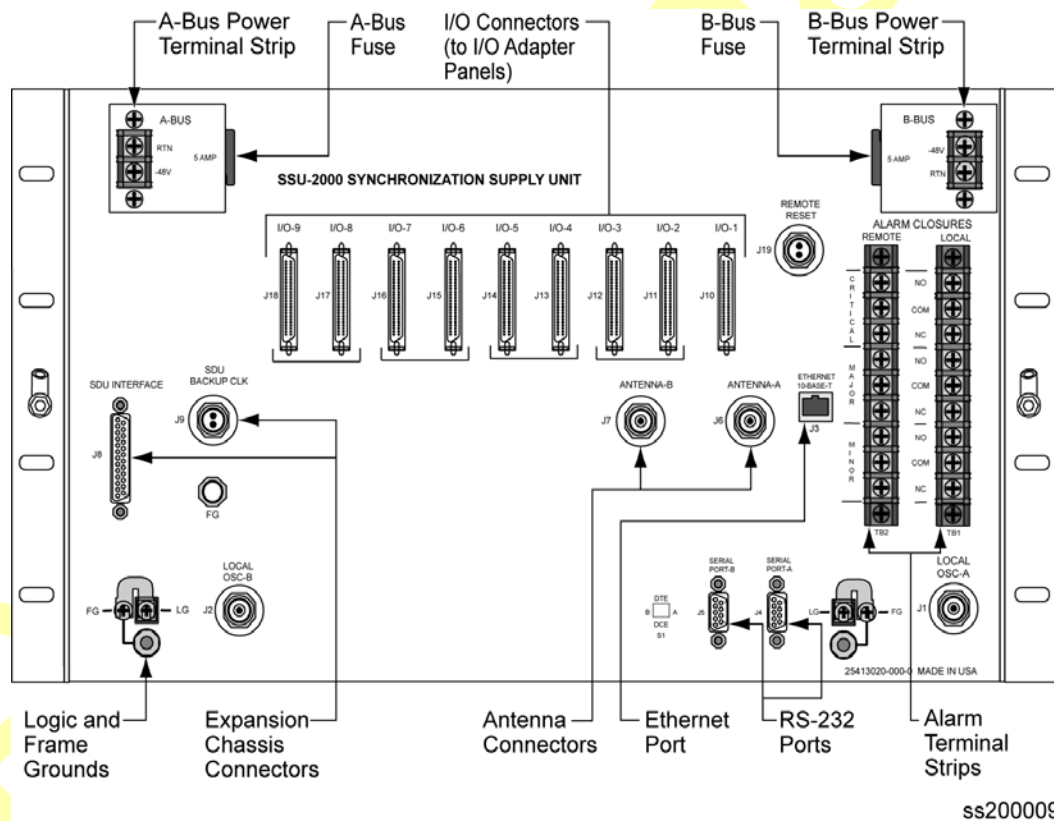 A-Bus Power
Terminal Strip
A-Bus
Fuse
I/O Connectors
(to I/O Adapter
Panels)
B-Bus
Fuse
B-Bus Power
Terminal Strip
A-BUS
RTN
5 AMP
-48V
B-BUS
-48V
5 AMP
RTN
SSU-2000 SYNCHRONIZATION SUPPLY UNIT
REMOTE
RESET
J19
I/O-9
I/O-8
I/O-7
I/O-6
I/O-5
I/O-4
I/O-3
I/O-2
I/O-1
J18
J17
J16
J15
J14
J13
J12
J11
J10
ALARM CLOSURES
REMOTE
LOCAL
CRITICAL
NO
COM
NC
MAJOR
NO
COM
NC
MINOR
NO
COM
NC
TB2
TB1
SDU INTERFACE
J8
SDU
BACKUP CLK
J9
FG
ANTENNA-B
J7
ANTENNA-A
J6
ETHERNET
10-BASE-T
J3
FG
LG
LOCAL
OSC-B
J2
DTE
B
A
DCE
S1
SERIAL
PORT-B
J5
SERIAL
PORT-A
J4
LG
FG
LOCAL
OSC-A
J1
25413020-000-0 MADE IN USA
Logic and
Frame
Grounds
Expansion
Chassis
Connectors
Antenna
Connectors
Ethernet
Port
RS-232
Ports
Alarm
Terminal
Strips
ss200009